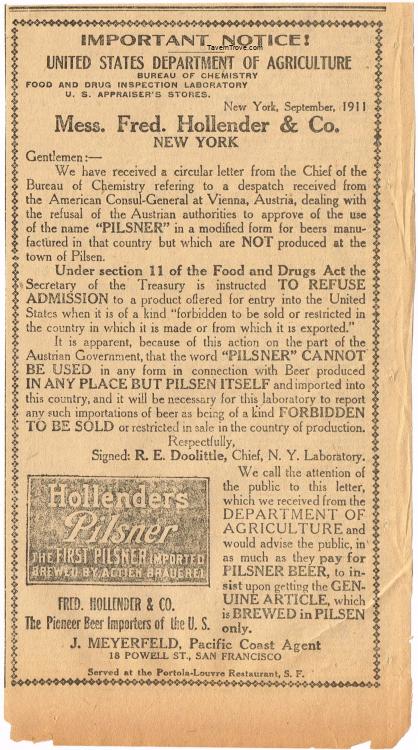 IMPORTANT NOTICE!
TavernTrove.com
UNITED STATES DEPARTMENT OF AGRICULTURE
BUREAU OF CHEMISTRY
FOOD AND DRUG INSPECTION LABORATORY
U. S. APPRAISER'S STORES.
New York, September, 1911
Mess. Fred. Hollender & Co.
NEW YORK
Gentlemen:—
We have received a circular letter from the Chief of the
Bureau of Chemistry refering to a despatch received from
the American Consul-General at Vienna, Austria, dealing with
the refusal of the Austrian authorities to approve of the use
of the name "PILSNER" in a modified form for beers manu-
factured in that country but which are NOT produced at the
town of Pilsen.
Under section 11 of the Food and Drugs Act the
Secretary of the Treasury is instructed TO REFUSE
ADMISSION to a product offered for entry into the United
States when it is of a kind "forbidden to be sold or restricted in
the country in which it is made or from which it is exported."
It is apparent, because of this action on the part of the
Austrian Government, that the word "PILSNER" CANNOT
BE USED in any form in connection with Beer produced
IN ANY PLACE BUT PILSEN ITSELF and imported into
this country, and it will be necessary for this laboratory to report
any such importations of beer as being of a kind FORBIDDEN
TO BE SOLD or restricted in sale in the country of production.
Respectfully,
Signed: R. E. Doolittle, Chief, N. Y. Laboratory.
We call the attention of
the public to this letter,
which we received from the
DEPARTMENT OF
AGRICULTURE and
would advise the public, in
as much as they pay for
PILSNER BEER, to in-
sist upon getting the GEN-
UINE ARTICLE, which
is BREWED in PILSEN
only.
Hollenders
Pilsner
THE FIRST PILSNER IMPORTED
BREWED BY ACTIEN BRAUEREI
FRED. HOLLENDER & CO.
The Pioneer Beer Importers of the U. S.
J. MEYERFELD, Pacific Coast Agent
18 POWELL ST., SAN FRANCISCO
Served at the Portola-Louvre Restaurant, S. F.